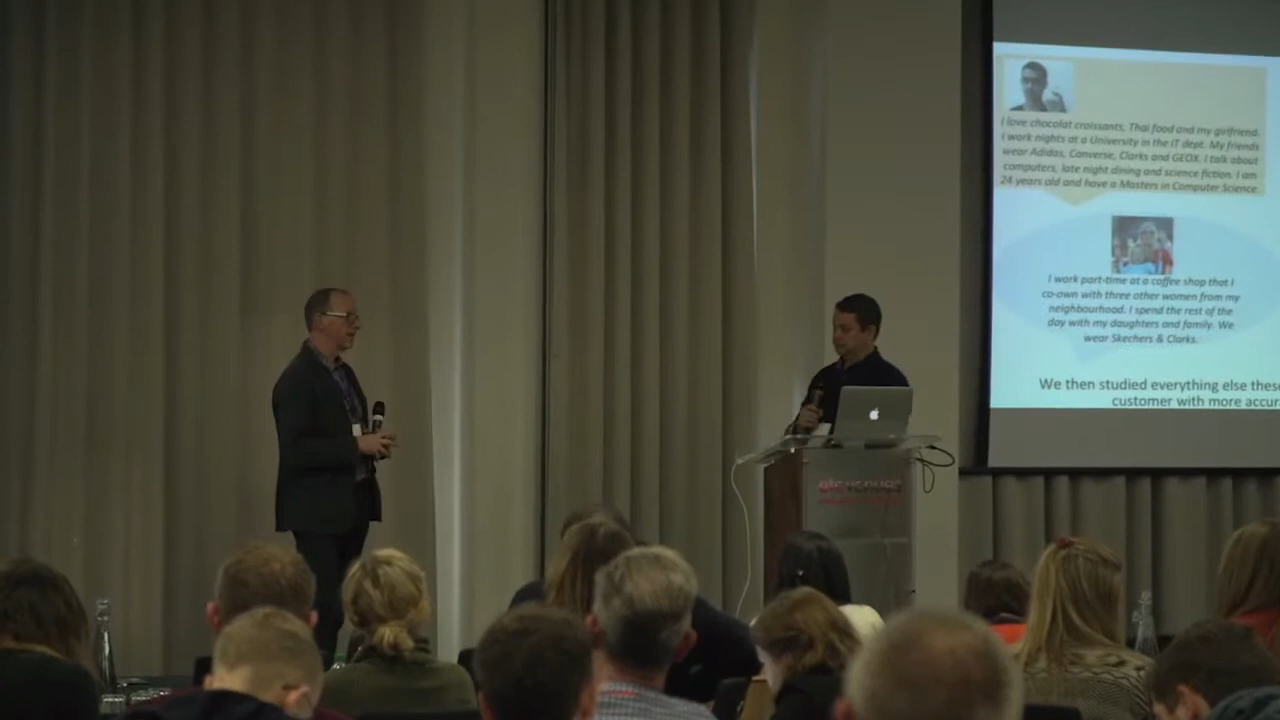 I love chocolat croissants, Thai food and my girlfriend.
I work nights at a University in the IT dept. My friends
wear Adidas, Converse, Clarks and GEOX. I talk about
computers, late night dining and science fiction. I am
24 years old and have a Masters in Computer Science
I work part-time at a coffee shop that I
co-own with three other women from my
neighbourhood. I spend the rest of the
day with my daughters and family. We
wear Skechers & Clarks.
We then studied everything else these
customer with more accur
etc.venues